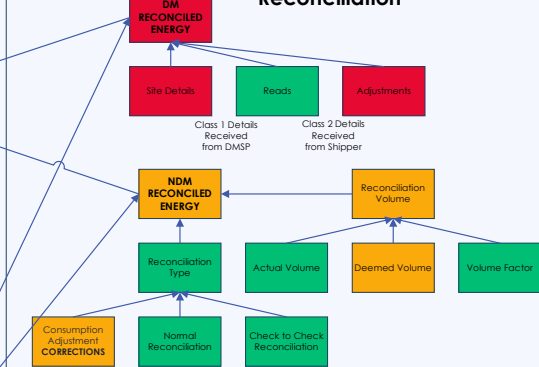 Reconciliation
DM
RECONCILED
ENERGY
Site Details
Reads
Adjustments
Class 1 Details
Received
from DMSP
Class 2 Details
Received
from Shipper
NDM
RECONCILED
ENERGY
Reconciliation
Volume
Reconciliation
Type
Actual Volume
Deemed Volume
Volume Factor
Consumption
Adjustment
CORRECTIONS
Normal
Reconciliation
Check to Check
Reconciliation